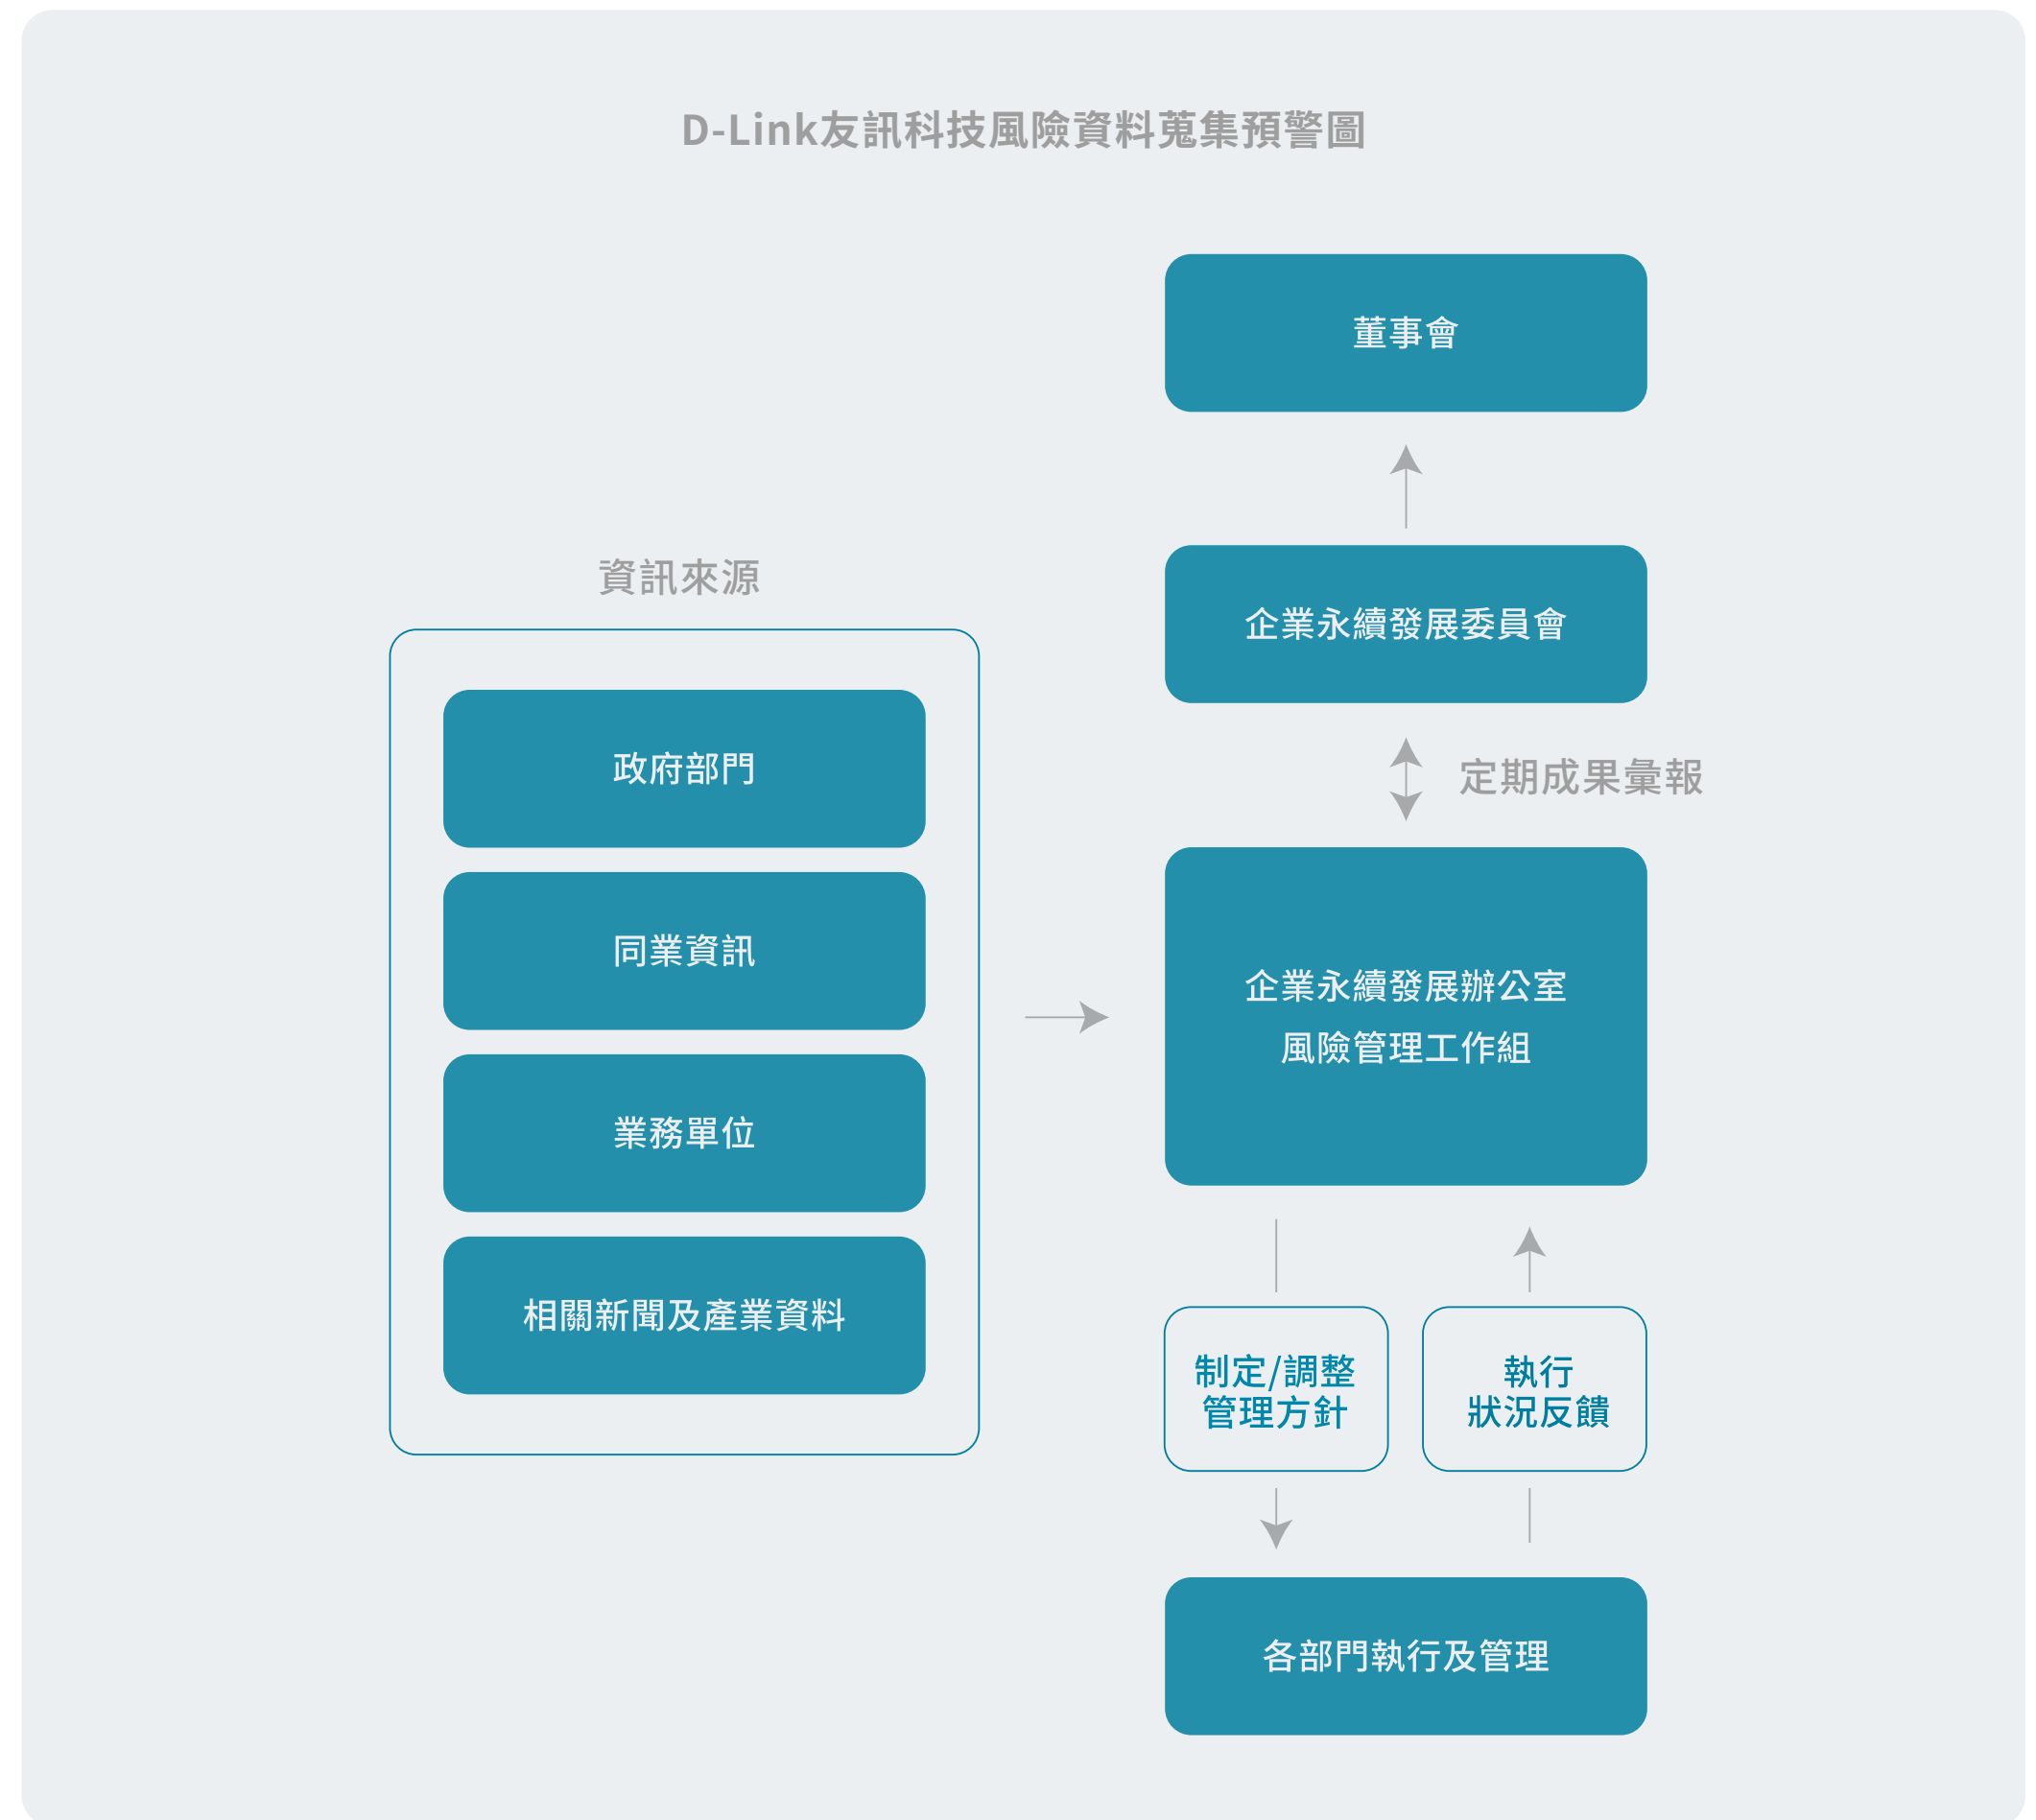 D-Link友訊科技風險資料蒐集預警圖
資訊來源
政府部門
同業資訊
業務單位
相關新聞及產業資料
董事會
企業永續發展委員會
定期成果彙報
企業永續發展辦公室
風險管理工作組
制定/調整
管理方針
執行
狀況反饋
各部門執行及管理